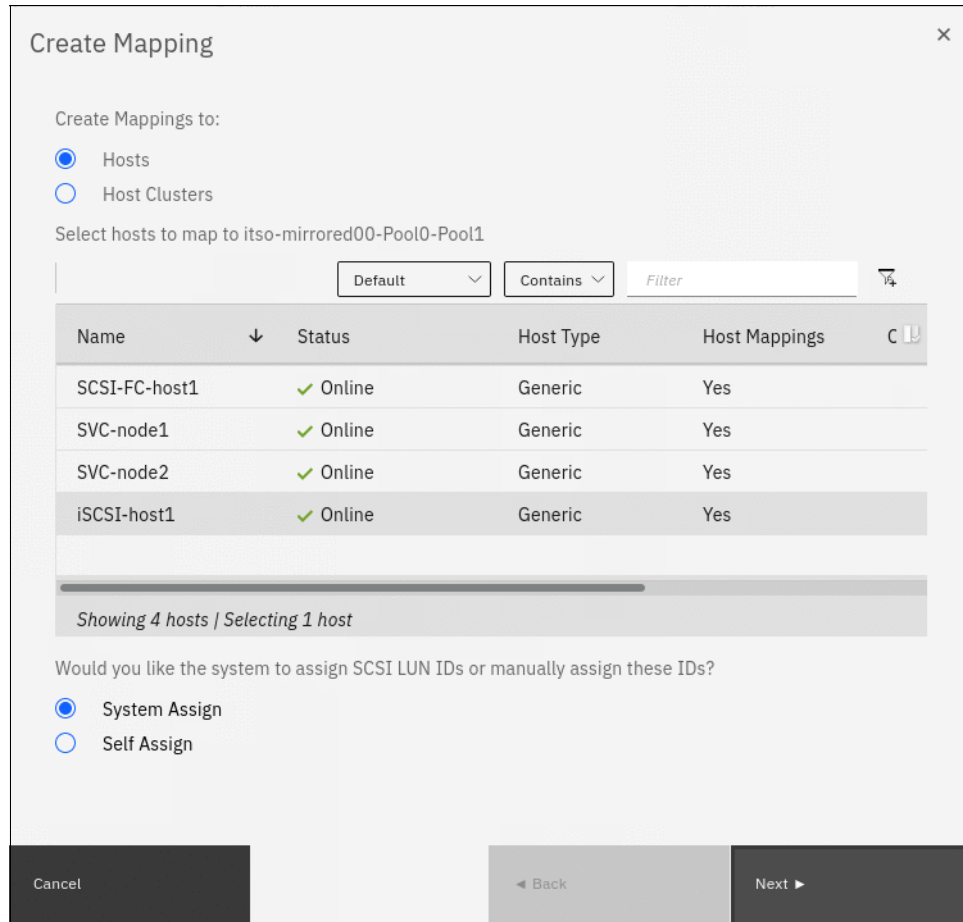 Create Mapping
Create Mappings to:
Hosts
Host Clusters
Select hosts to map to itso-mirrored00-Pool0-Pool1
Default Contains Filter
Name Status Host Type Host Mappings C
SCSI-FC-host1 Online Generic Yes
SVC-node1 Online Generic Yes
SVC-node2 Online Generic Yes
iSCSI-host1 Online Generic Yes
Showing 4 hosts | Selecting 1 host
Would you like the system to assign SCSI LUN IDs or manually assign these IDs?
System Assign
Self Assign
Cancel ◄ Back Next ►